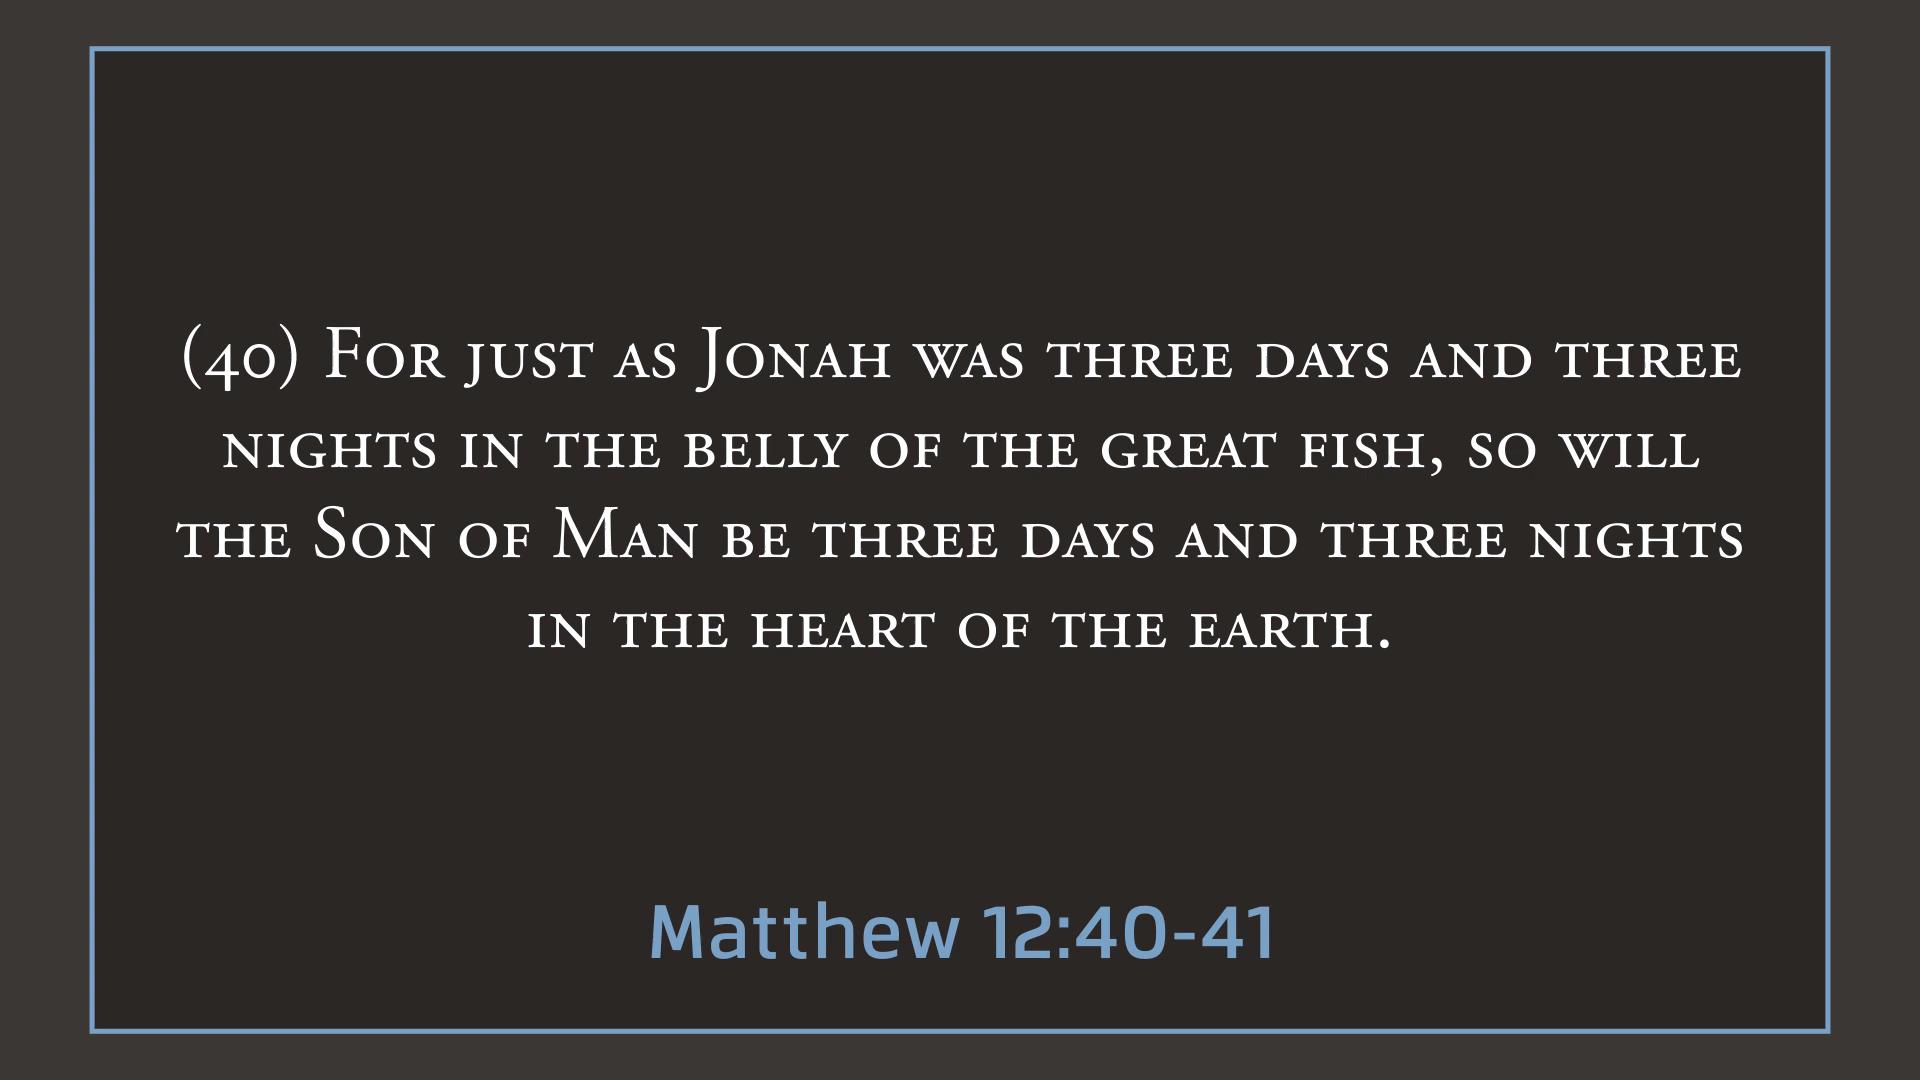 (40) For just as Jonah was three days and three
nights in the belly of the great fish, so will
the Son of Man be three days and three nights
in the heart of the earth.
Matthew 12:40-41